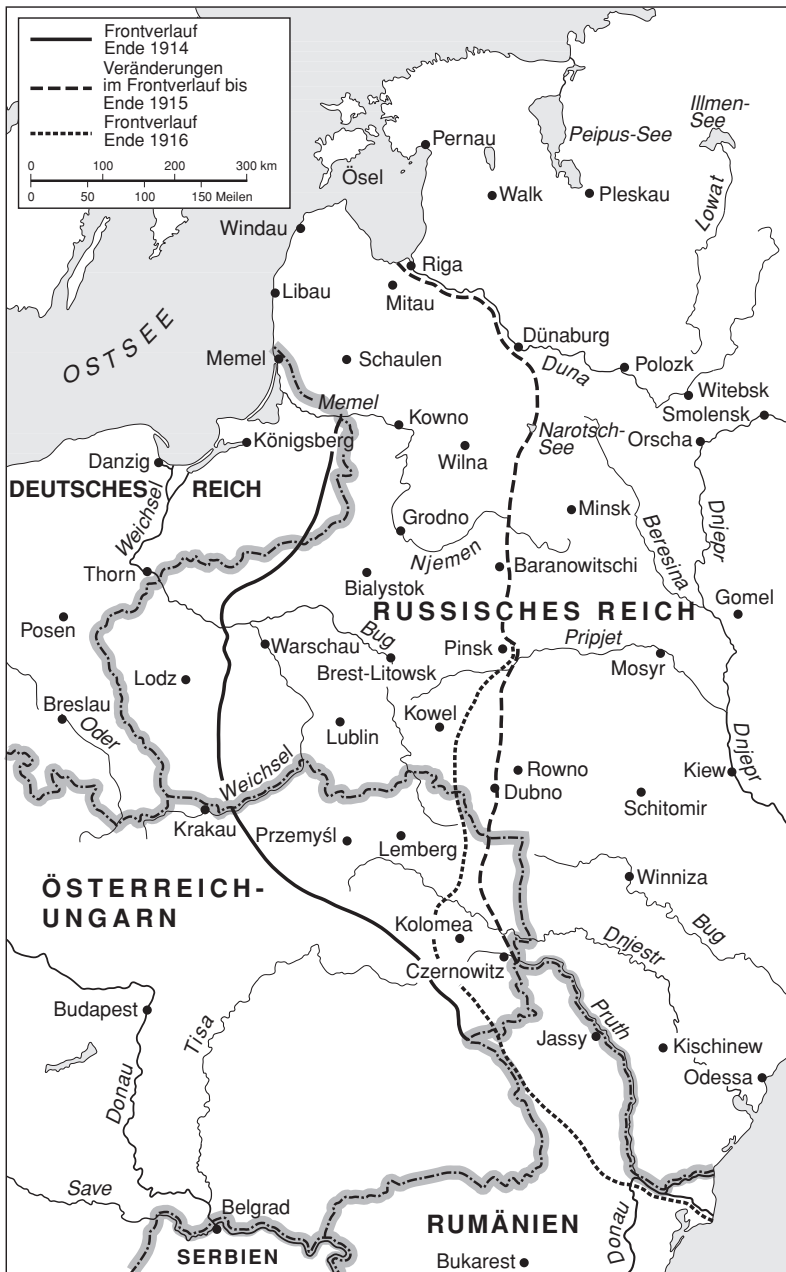 Frontverlauf
Ende 1914
Veränderungen
im Frontverlauf bis
Ende 1915
Frontverlauf
Ende 1916
0 100 200 300 km
0 50 100 150 Meilen
Illmen-
See
Peipus-See
Pernau
Ösel
Walk
Pleskau
Lowat
Windau
Riga
Libau
Mitau
OSTSEE
Dünaburg
Memel
Schaulen
Duna
Polozk
Witebsk
Smolensk
Memel
Kowno
Narotsch-
See
Orscha
Königsberg
Wilna
Danzig
DEUTSCHES REICH
Weichsel
Minsk
Grodno
Njemen
Beresina
Dnjepr
Thorn
Baranowitschi
Bialystok
RUSSISCHES REICH
Gomel
Posen
Bug
Warschau
Pinsk
Pripjet
Mosyr
Brest-Litowsk
Lodz
Breslau
Oder
Kowel
Lublin
Dnjepr
Weichsel
Rowno
Kiew
Dubno
Schitomir
Krakau
Przemyśl
Lemberg
ÖSTERREICH-
UNGARN
Winniza
Kolomea
Bug
Dnjestr
Czernowitz
Budapest
Tisa
Pruth
Jassy
Kischinew
Donau
Odessa
Save
Belgrad
RUMÄNIEN
Donau
SERBIEN
Bukarest